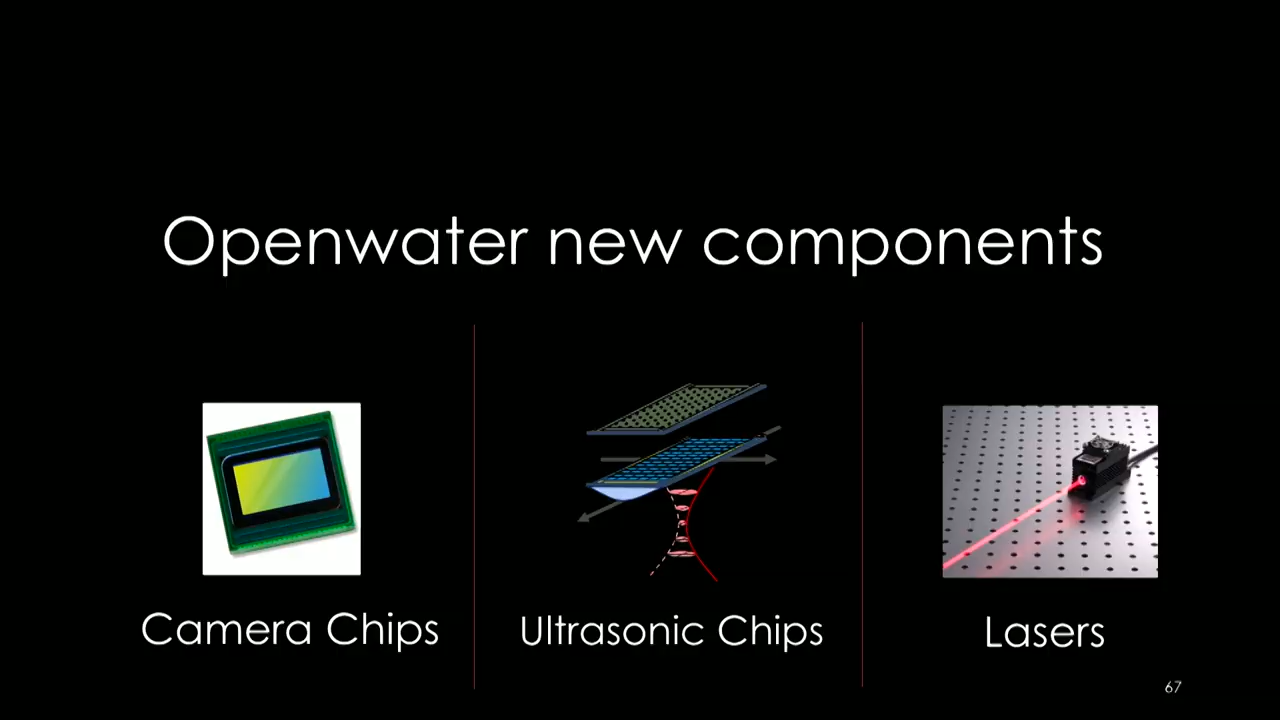 Openwater new components
Camera Chips
Ultrasonic Chips
Lasers
67